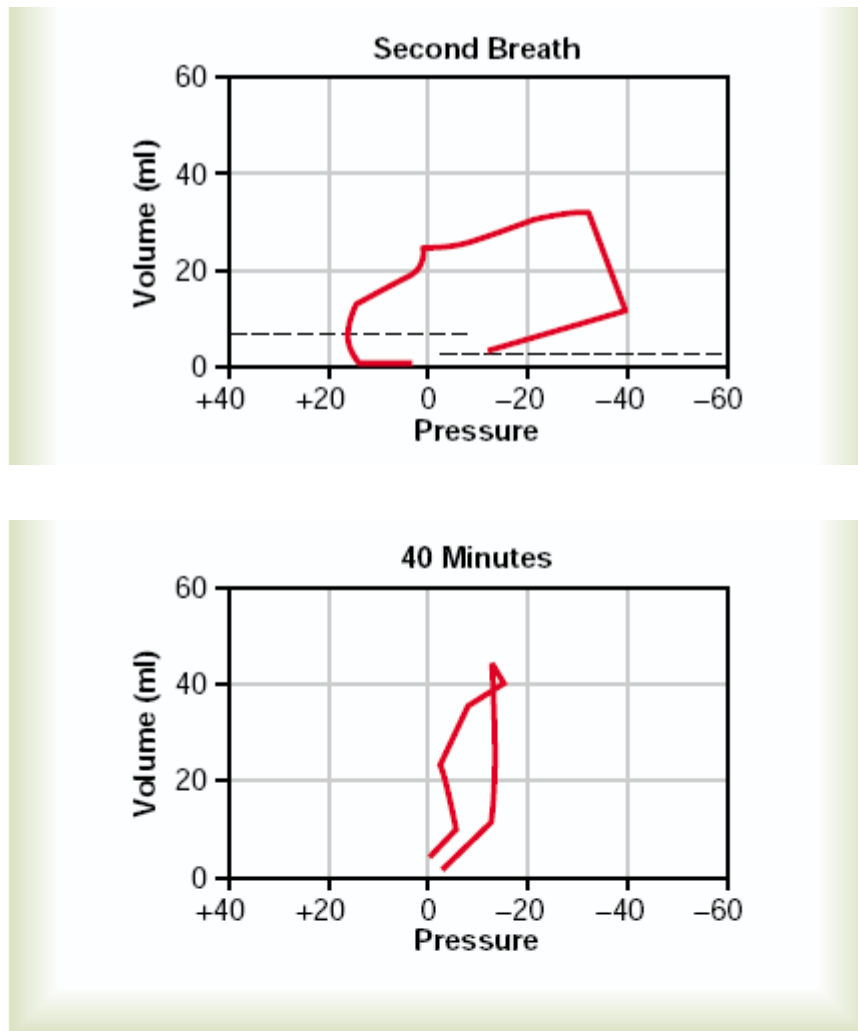 Second Breath
60
40
20
0
Volume (ml)
+40 +20 0 –20 –40 –60
Pressure
40 Minutes
60
40
20
0
Volume (ml)
+40 +20 0 –20 –40 –60
Pressure